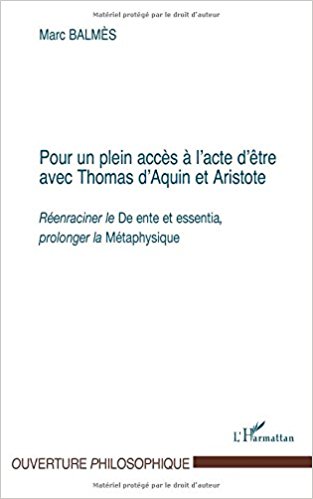 Matériel protégé par le droit d'auteur
Marc BALMÈS
Pour un plein accès à l'acte d'être
avec Thomas d'Aquin et Aristote
Réenraciner le De ente et essentia,
prolonger la Métaphysique
L'Harmattan
OUVERTURE PHILOSOPHIQUE
Matériel protégé par le droit d'auteur